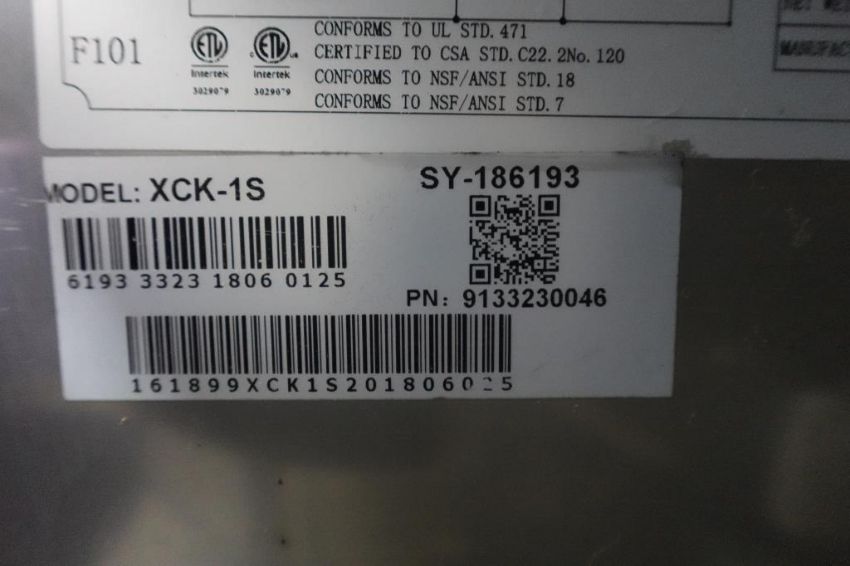 F101
ETL
Intertek
3029079
ETL
Intertek
3029079
CONFORMS TO UL STD. 471
CERTIFIED TO CSA STD. C22. 2No. 120
CONFORMS TO NSF/ANSI STD. 18
CONFORMS TO NSF/ANSI STD. 7
MODEL: XCK-1S
SY-186193
6193 3323 1806 0125
PN: 9133230046